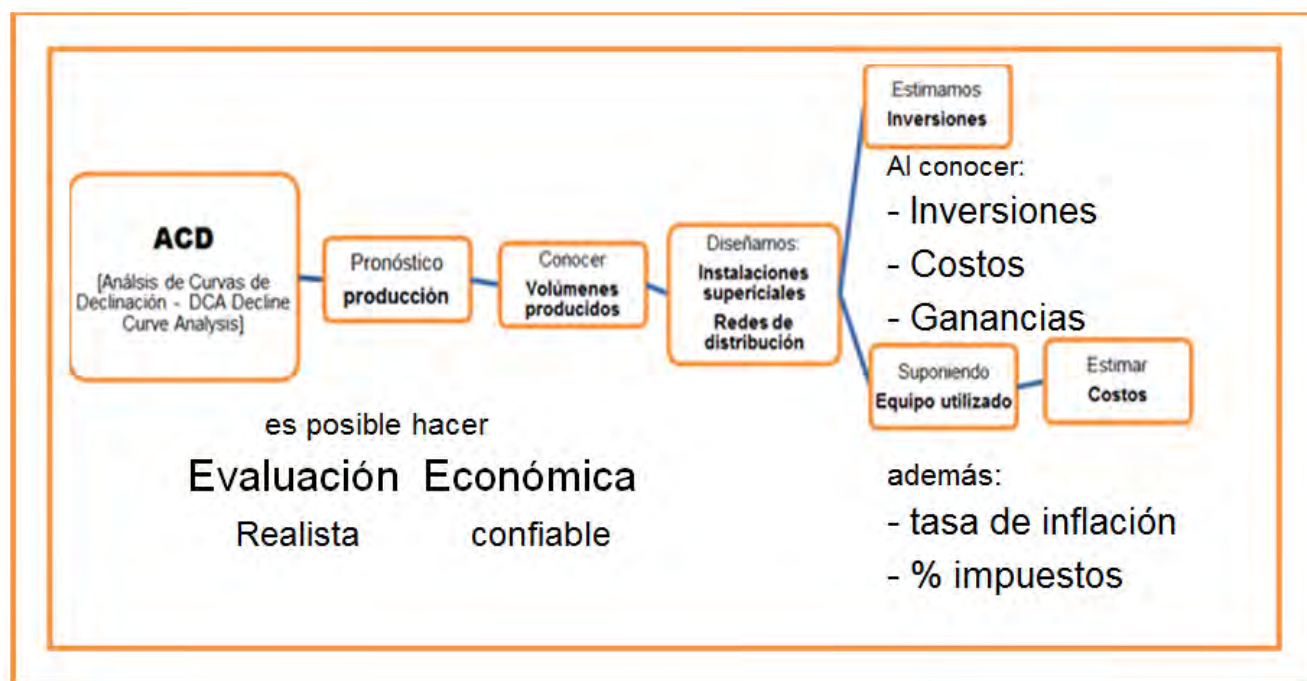 ACD
[Análsis de Curvas de
Declinación - DCA Decline
Curve Analysis]
Pronóstico
producción
Conocer
Volúmenes
producidos
Diseñamos:
Instalaciones
supericiales
Redes de
distribución
Estimamos
Inversiones
Al conocer:
- Inversiones
- Costos
- Ganancias
Suponiendo
Equipo utilizado
Estimar
Costos
además:
- tasa de inflación
- % impuestos
es posible hacer
Evaluación Económica
Realista confiable